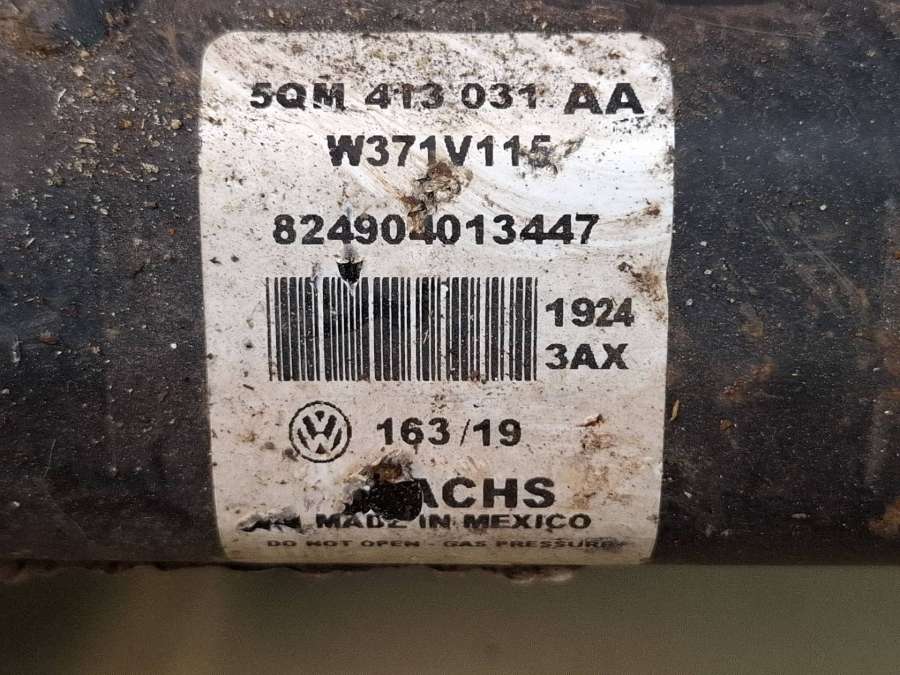 5QM 413 031 AA
W371V115
824904013447
1924
3AX
163/19
MADE IN MEXICO
DO NOT OPEN - GAS PRESSURE